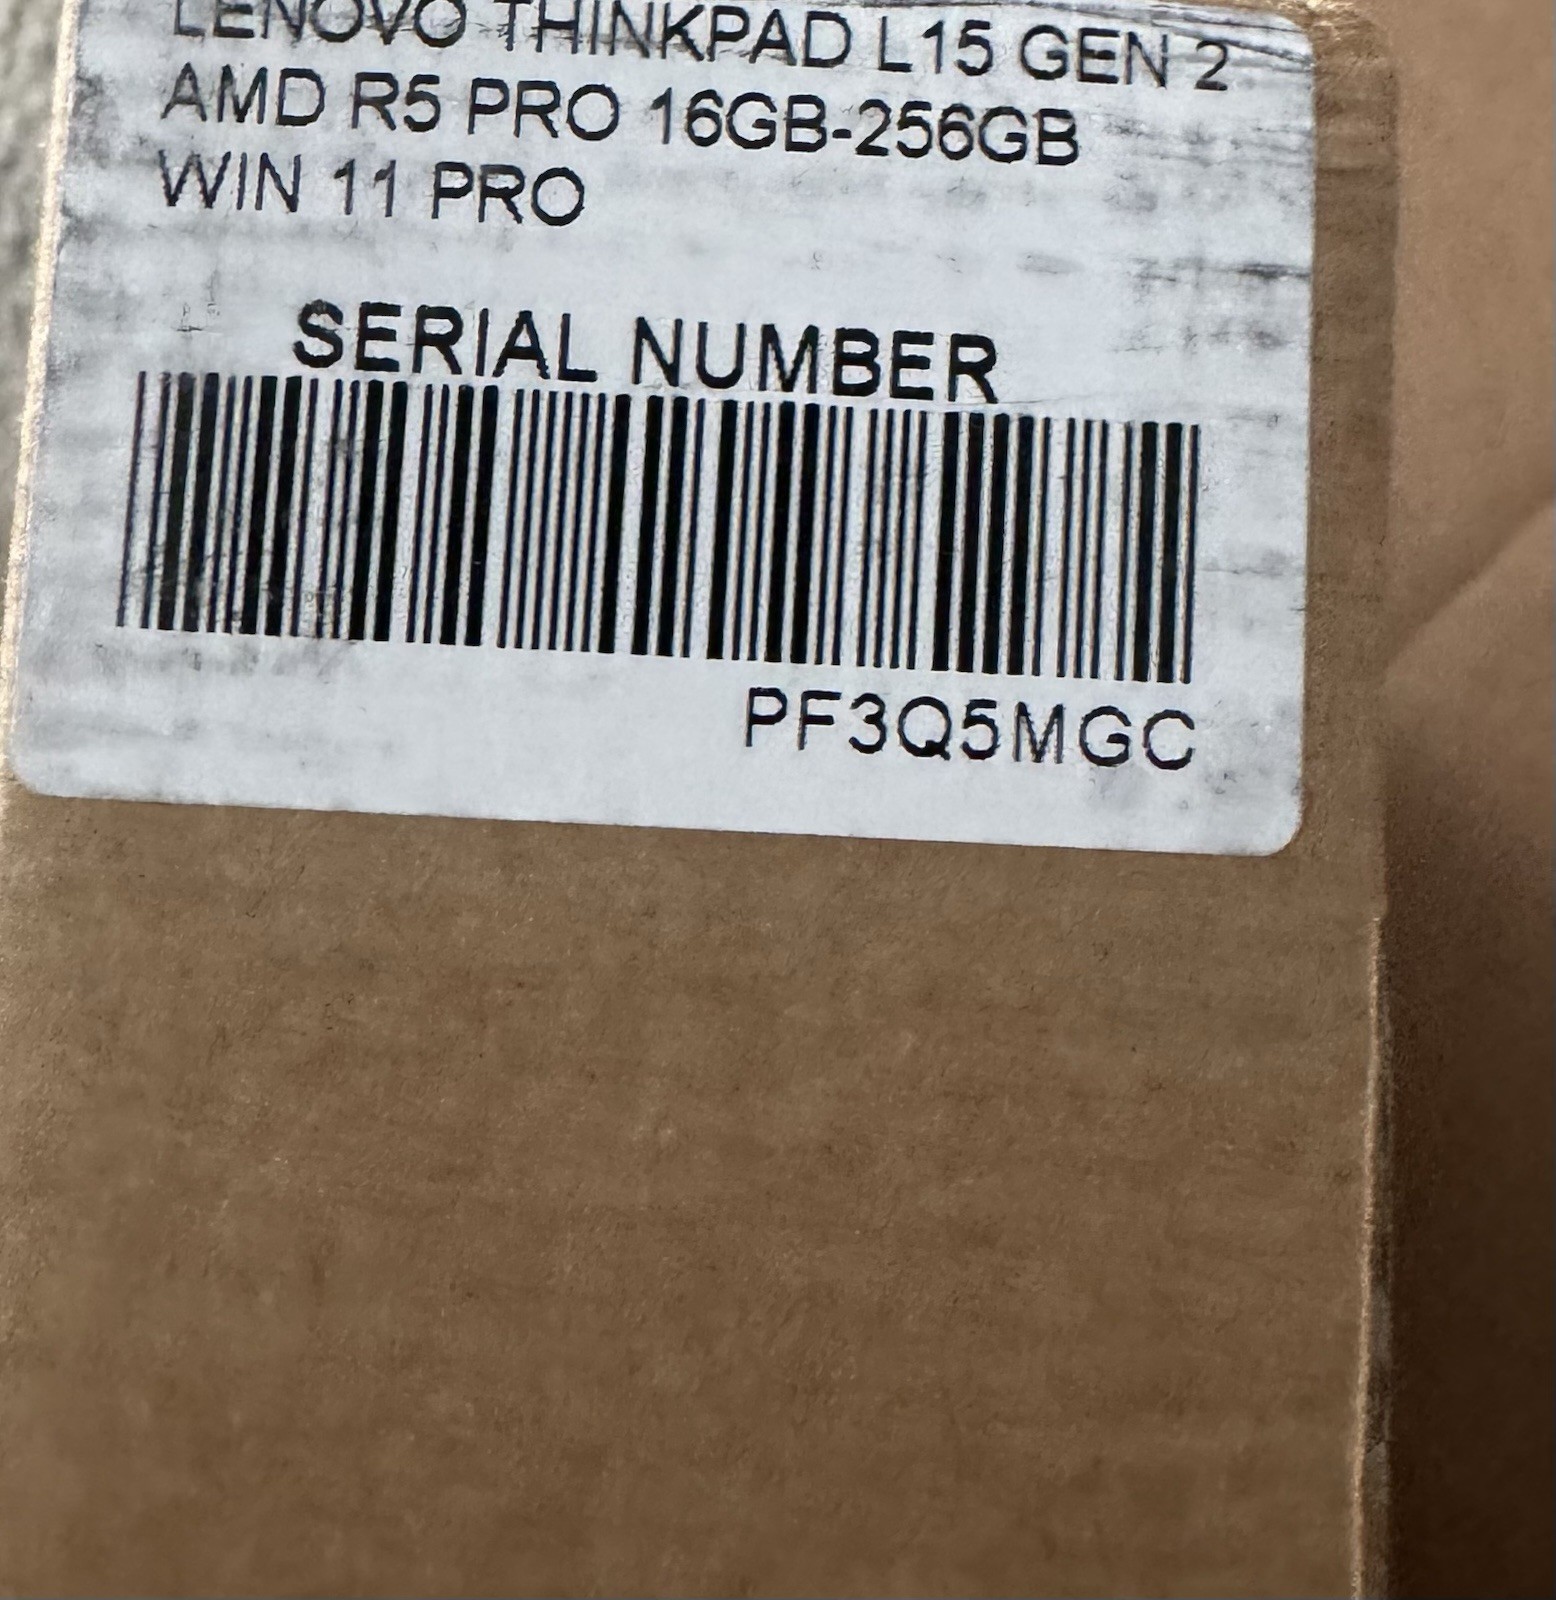 LENOVO THINKPAD L15 GEN 2
AMD R5 PRO 16GB-256GB
WIN 11 PRO
SERIAL NUMBER
PF3Q5MGC